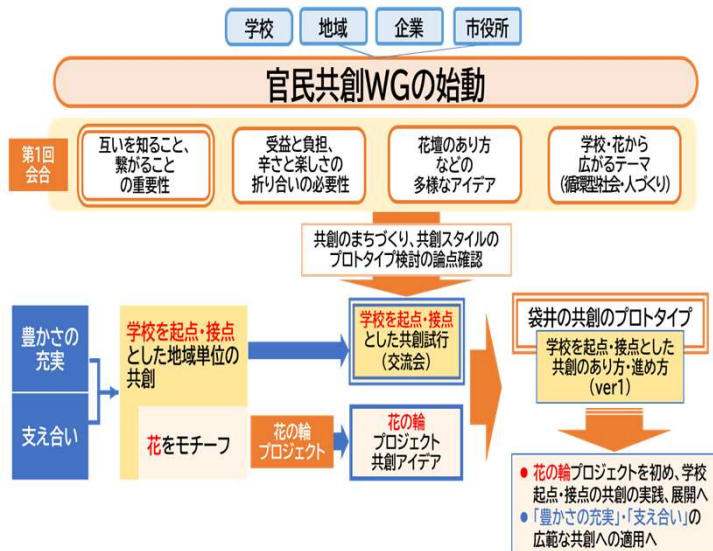 学校
地域
企業
市役所
官民共創WGの始動
第1回
会合
互いを知ること、
繋がること
の重要性
受益と負担、
辛さと楽しさの
折り合いの必要性
花壇のあり方
などの
多様なアイデア
学校・花から
広がるテーマ
(循環型社会・人づくり)
共創のまちづくり、共創スタイルの
プロトタイプ検討の論点確認
豊かさの
充実
支え合い
学校を起点・接点
とした地域単位の
共創
花をモチーフ
花の輪
プロジェクト
学校を起点・接点
とした共創試行
(交流会)
花の輪
プロジェクト
共創アイデア
袋井の共創のプロトタイプ
学校を起点・接点とした
共創のあり方・進め方
(ver1)
● 花の輪プロジェクトを初め、学校
起点・接点の共創の実践、展開へ
● 「豊かさの充実」・「支え合い」の
広範な共創への適用へ